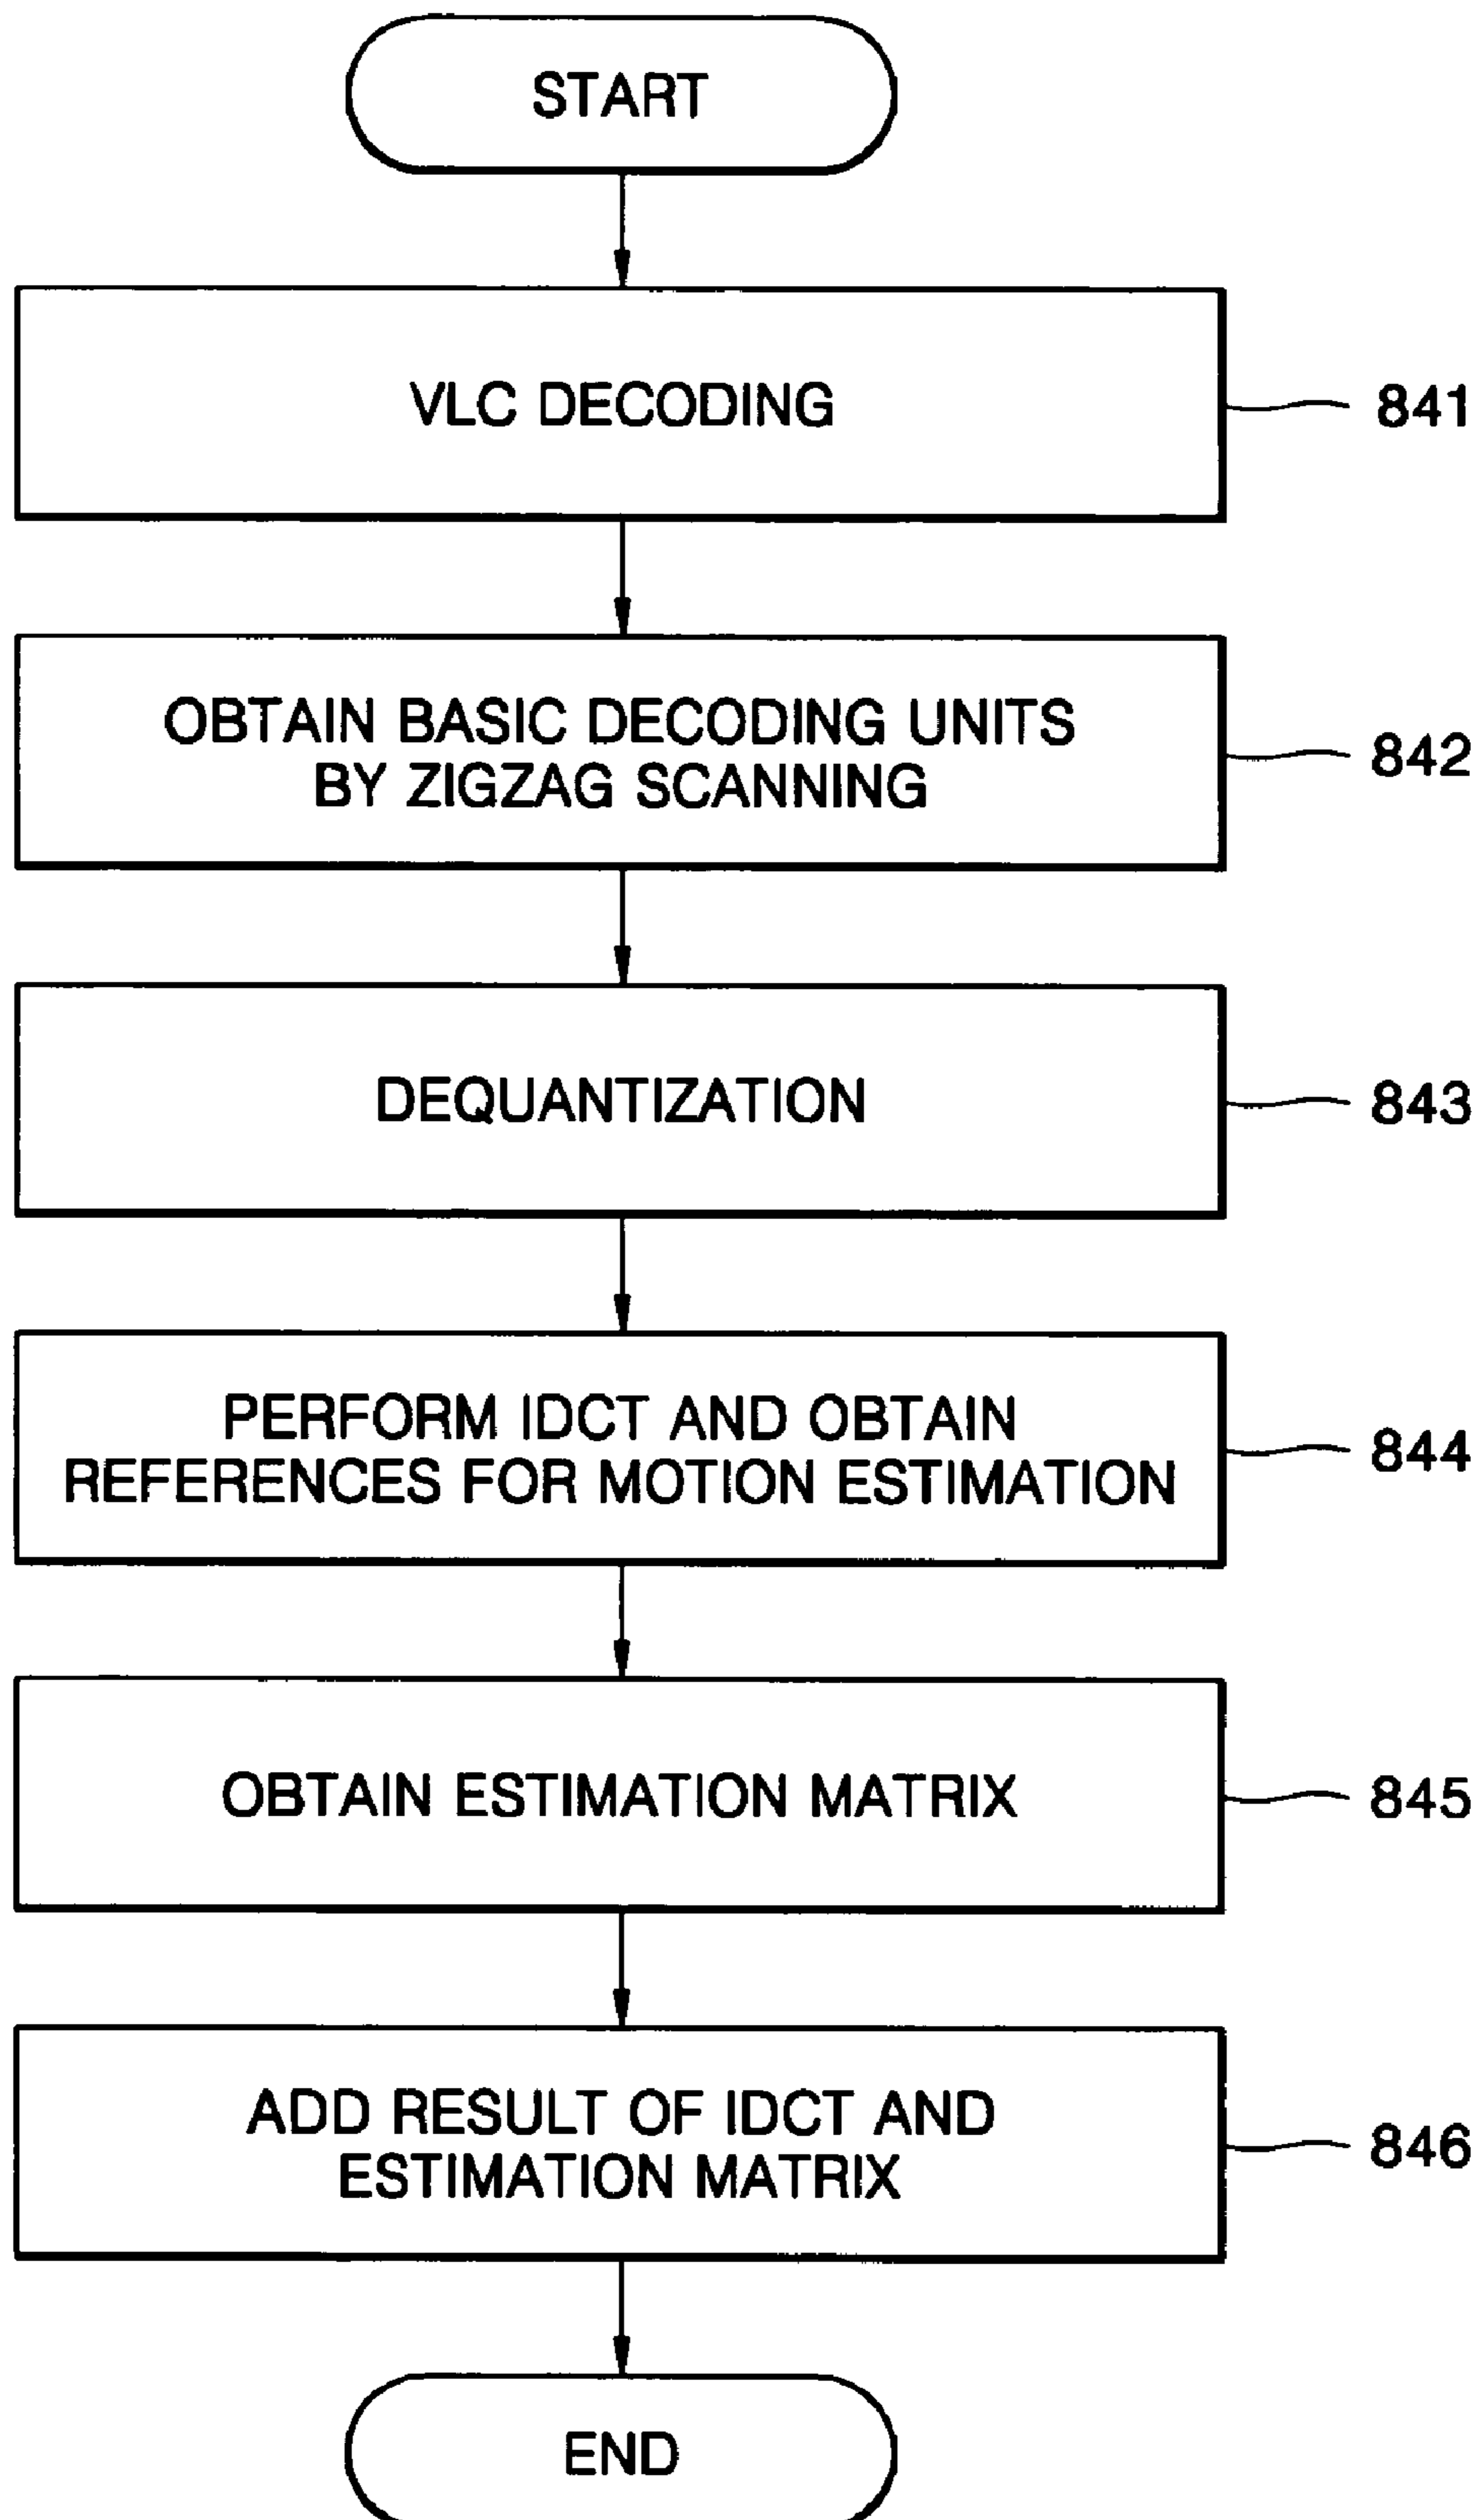 START
VLC DECODING
841
OBTAIN BASIC DECODING UNITS
BY ZIGZAG SCANNING
842
DEQUANTIZATION
843
PERFORM IDCT AND OBTAIN
REFERENCES FOR MOTION ESTIMATION
844
OBTAIN ESTIMATION MATRIX
845
ADD RESULT OF IDCT AND
ESTIMATION MATRIX
846
END